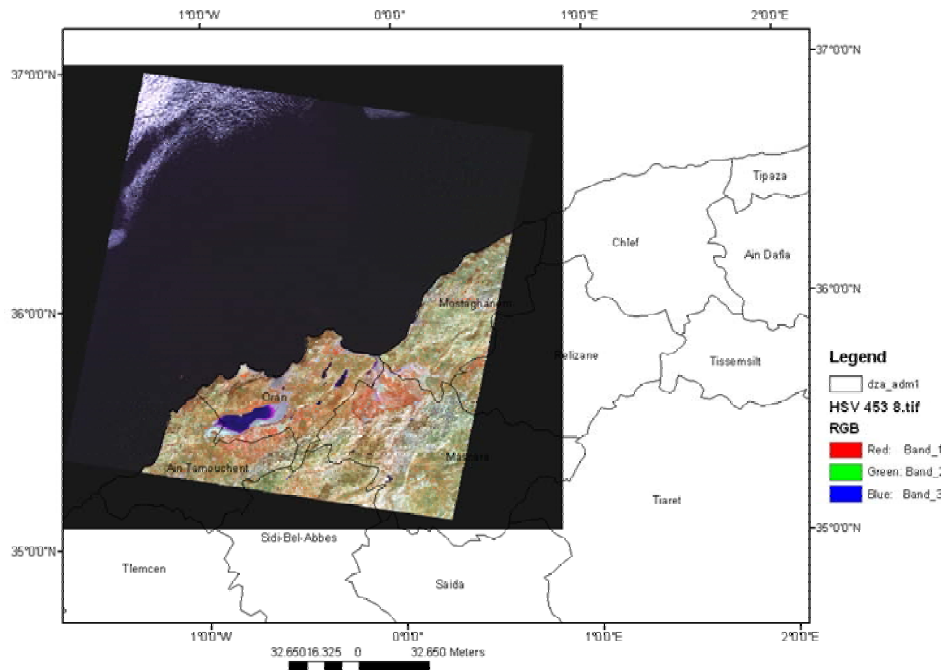 1°0'0"W 0°0'0" 1°0'0"E 2°0'0"E
37°0'0"N
37°0'0"N
Tipaza
Chlef
Ain Dafla
36°0'0"N
Mostaghanem
36°0'0"N
Relizane
Tissemsilt
Legend
dza_adm1
HSV 453 8.tif
RGB
Red: Band_1
Green: Band_2
Blue: Band_3
Oran
Mascara
Ain Tamouchent
Tiaret
35°0'0"N
Sidi-Bel-Abbes
35°0'0"N
Tlemcen
Saida
1°0'0"W 0°0'0" 1°0'0"E 2°0'0"E
32.650 16.325 0 32.650 Meters